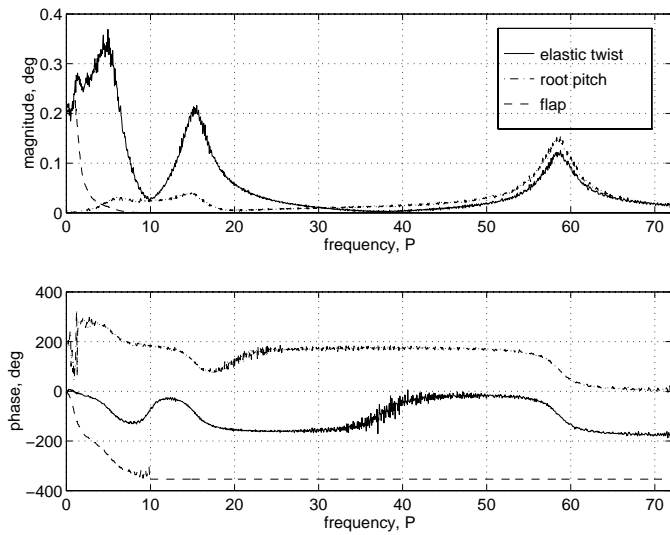 0.4
0.3
0.2
0.1
0
magnitude, deg
elastic twist
root pitch
flap
0 10 20 30 40 50 60 70
frequency, P
400
200
0
−200
−400
phase, deg
0 10 20 30 40 50 60 70
frequency, P